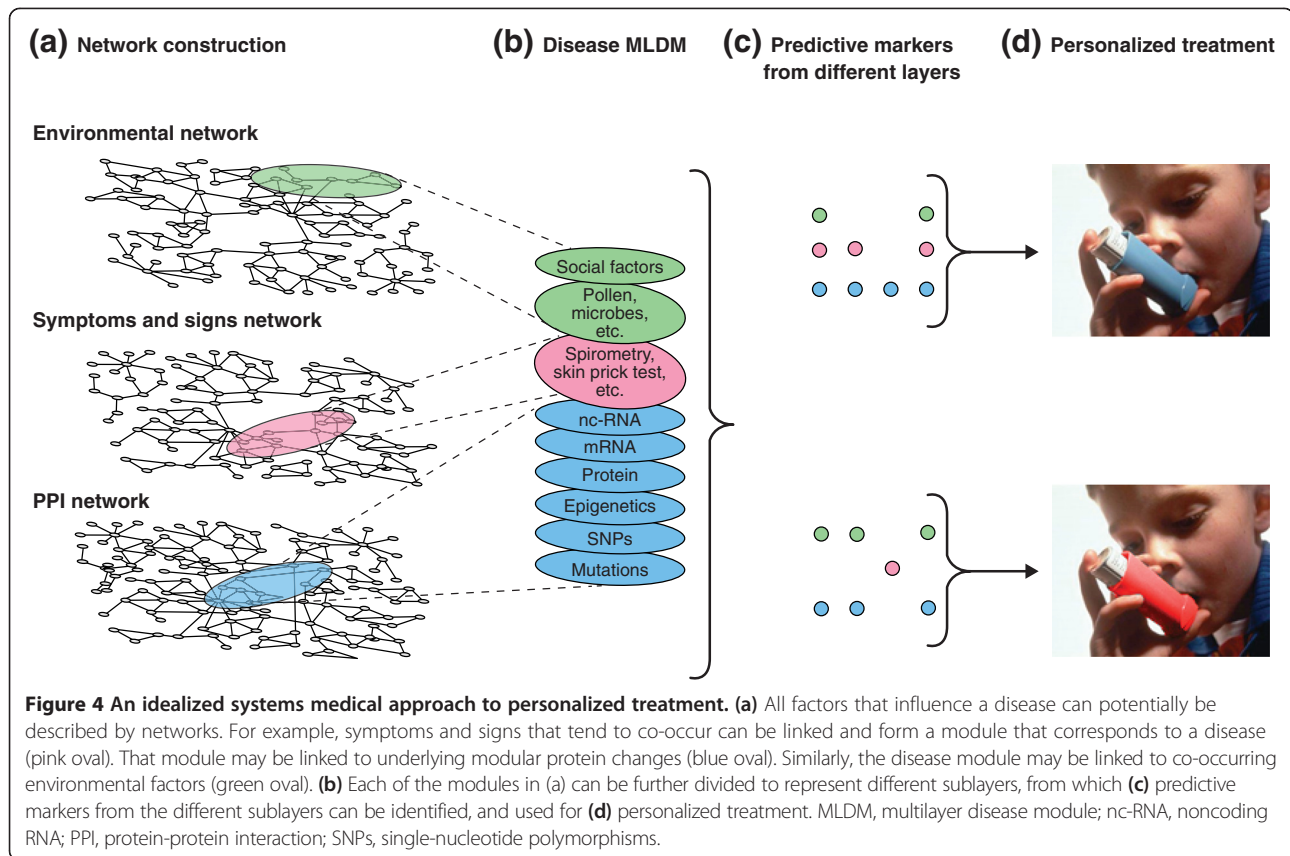 (a) Network construction
(b) Disease MLDM
(c) Predictive markers
from different layers
(d) Personalized treatment
Environmental network
Symptoms and signs network
PPI network
Social factors
Pollen,
microbes,
etc.
Spirometry,
skin prick test,
etc.
nc-RNA
mRNA
Protein
Epigenetics
SNPs
Mutations
Figure 4 An idealized systems medical approach to personalized treatment. (a) All factors that influence a disease can potentially be
described by networks. For example, symptoms and signs that tend to co-occur can be linked and form a module that corresponds to a disease
(pink oval). That module may be linked to underlying modular protein changes (blue oval). Similarly, the disease module may be linked to co-occurring
environmental factors (green oval). (b) Each of the modules in (a) can be further divided to represent different sublayers, from which (c) predictive
markers from the different sublayers can be identified, and used for (d) personalized treatment. MLDM, multilayer disease module; nc-RNA, noncoding
RNA; PPI, protein-protein interaction; SNPs, single-nucleotide polymorphisms.